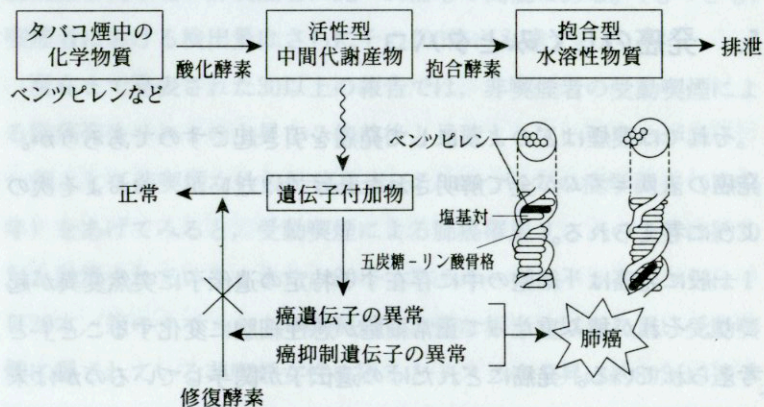 タバコ煙中の
化学物質
ベンツピレンなど
酸化酵素
活性型
中間代謝産物
抱合酵素
抱合型
水溶性物質
排泄
正常
遺伝子付加物
ベンツピレン
塩基対
五炭糖－リン酸骨格
癌遺伝子の異常
癌抑制遺伝子の異常
肺癌
修復酵素